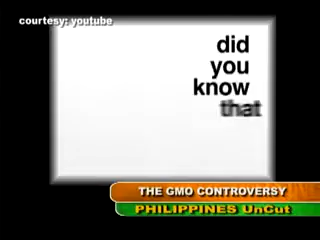 courtesy: youtube
did
you
know
that
THE GMO CONTROVERSY
PHILIPPINES UnCut